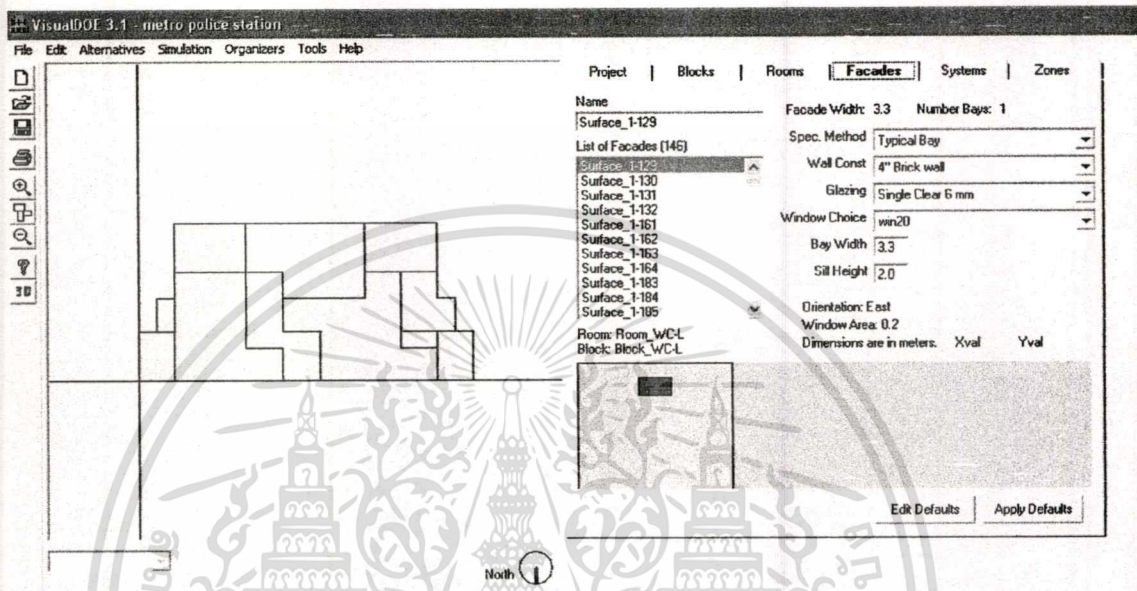 VisualDOE 3.1 - metro police station
File Edit Alternatives Simulation Organizers Tools Help
Project | Blocks | Rooms | Facades | Systems | Zones |
Name
Surface_1-129
List of Facades (146)
Surface_1-129
Surface_1-130
Surface_1-131
Surface_1-132
Surface_1-161
Surface_1-162
Surface_1-163
Surface_1-164
Surface_1-183
Surface_1-184
Surface_1-185
Room: Room_WC-L
Block: Block_WC-L
Facade Width: 3.3 Number Bays: 1
Spec. Method Typical Bay
Wall Const 4" Brick wall
Glazing Single Clear 6 mm
Window Choice win20
Bay Width 3.3
Sill Height 2.0
Orientation: East
Window Area: 0.2
Dimensions are in meters. Xval Yval
Edit Defaults Apply Defaults
3D
North